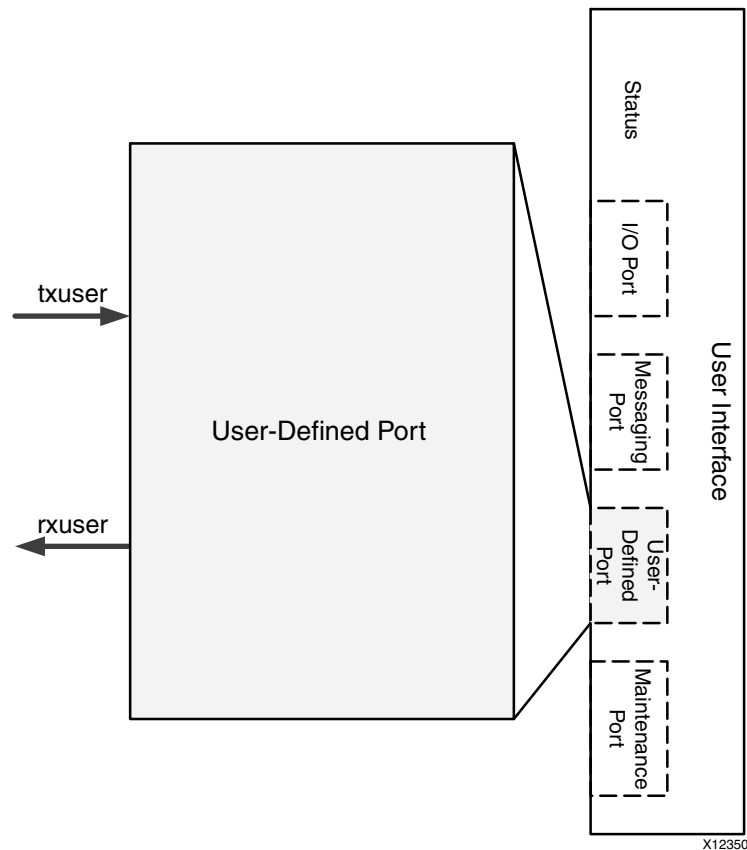 Status
I/O Port
txuser
Messaging
Port
User Interface
User-Defined Port
rxuser
User-
Defined
Port
Maintenance
Port
X12350